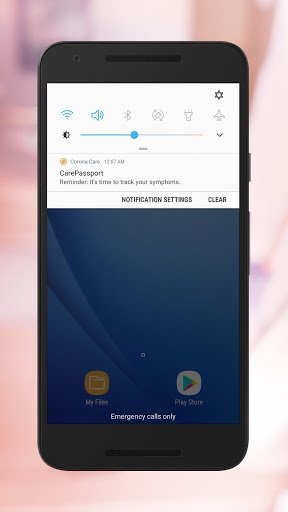 Corona Care 12:07 AM
CarePassport
Reminder: It's time to track your symptoms.
NOTIFICATION SETTINGS CLEAR
My Files Play Store
Emergency calls only